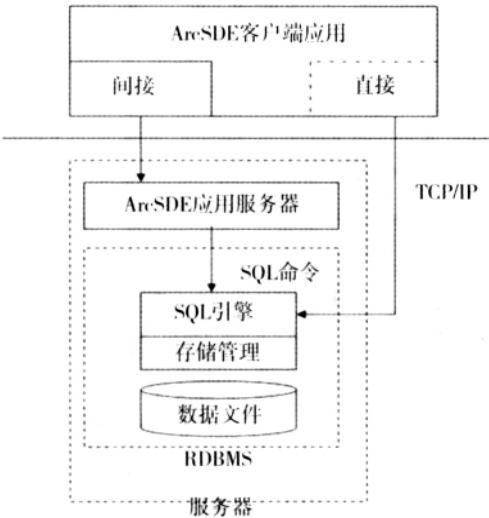 ArcSDE客户端应用
间接
直接
TCP/IP
ArcSDE应用服务器
SQL命令
SQL引擎
存储管理
数据文件
RDBMS
服务器